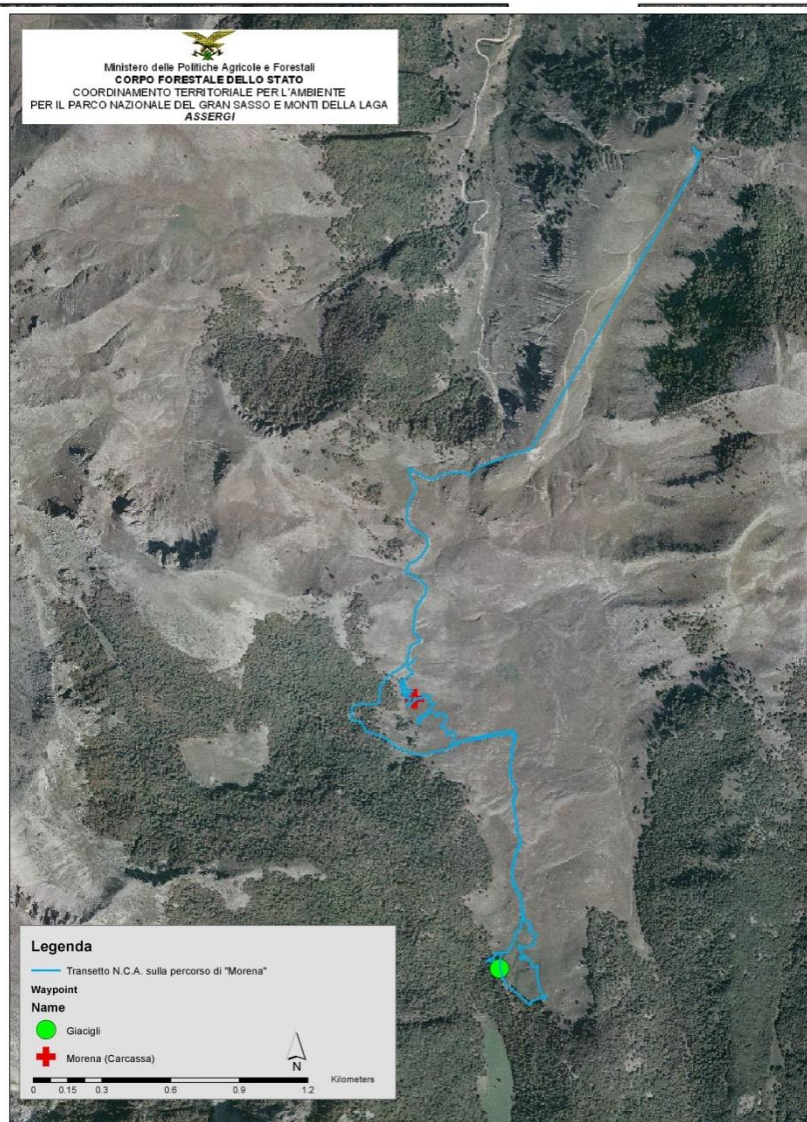 Ministero delle Politiche Agricole e Forestali
CORPO FORESTALE DELLO STATO
COORDINAMENTO TERRITORIALE PER L'AMBIENTE
PER IL PARCO NAZIONALE DEL GRAN SASSO E MONTI DELLA LAGA
ASSERGI
Legenda
Transetto N.C.A. sulla percorso di "Morena"
Waypoint
Name
Giacigli
Morena (Carcassa)
N
Kilometers
0 0.15 0.3 0.6 0.9 1.2